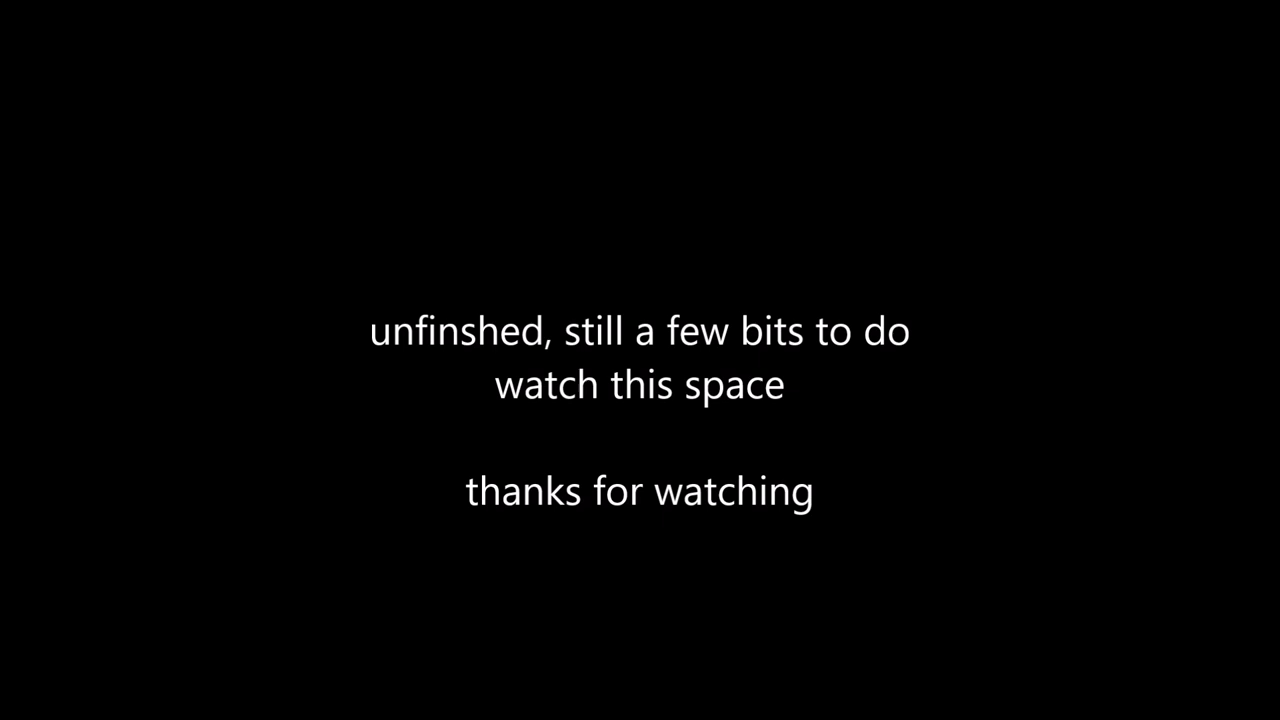 unfinshed, still a few bits to do
watch this space
thanks for watching